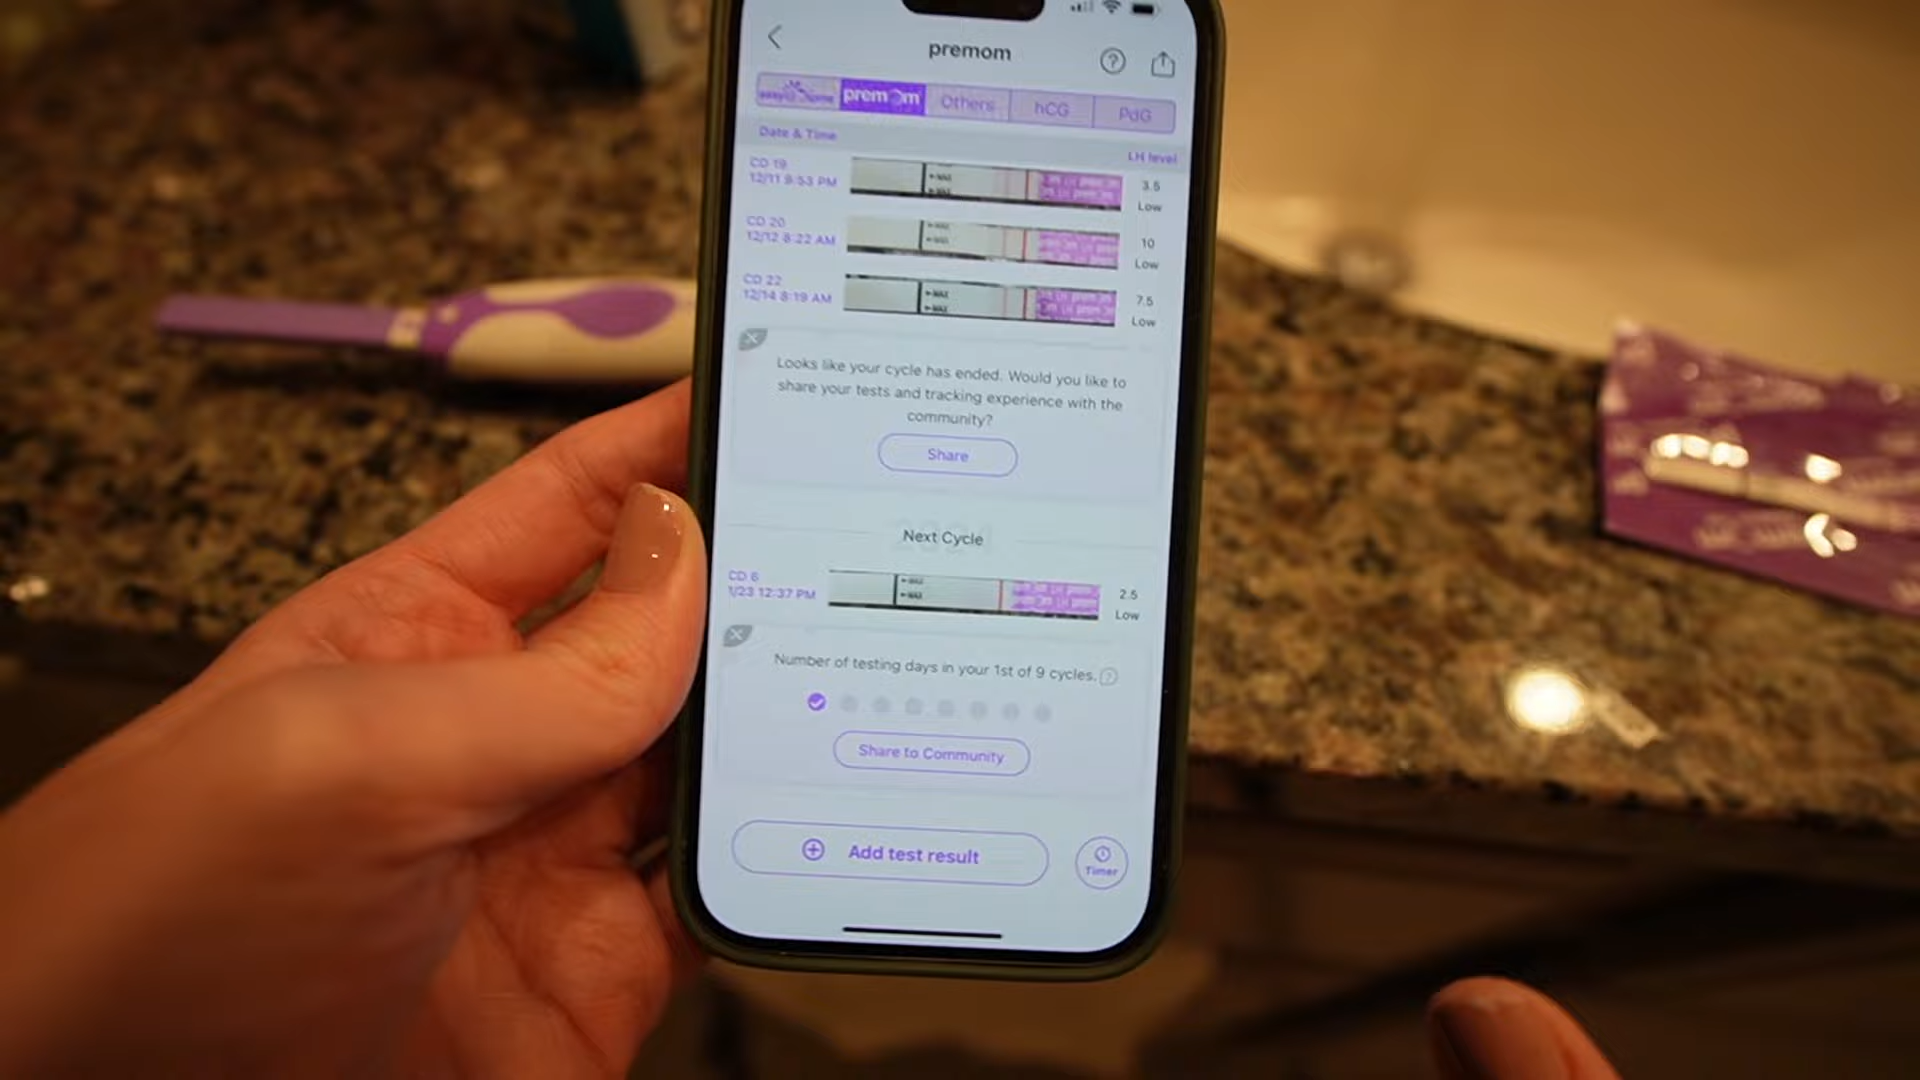 premom
easy@home premom Others hCG PdG
Date & Time
LH level
CD 19
12/11 9:53 PM
3.5
Low
CD 20
12/12 8:22 AM
10
Low
CD 22
12/14 8:19 AM
7.5
Low
Looks like your cycle has ended. Would you like to
share your tests and tracking experience with the
community?
Share
Next Cycle
CD 6
1/23 12:37 PM
2.5
Low
Number of testing days in your 1st of 9 cycles.
Share to Community
Add test result
Timer